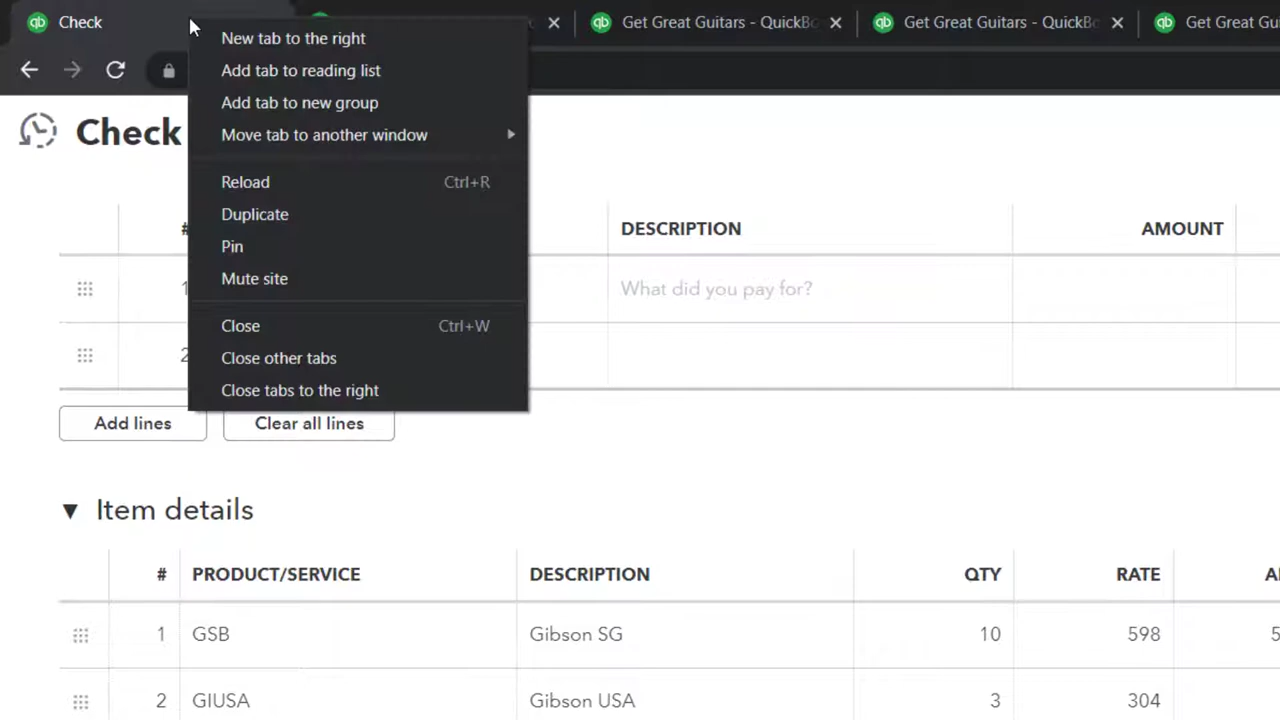 Check
Get Great Guitars - QuickBo
Get Great Guitars - QuickBo
Get Great Guit
New tab to the right
Add tab to reading list
Add tab to new group
Move tab to another window
Reload Ctrl+R
Duplicate
Pin
Mute site
Close Ctrl+W
Close other tabs
Close tabs to the right
Check
# DESCRIPTION AMOUNT
1 What did you pay for?
2
Add lines Clear all lines
▼ Item details
# PRODUCT/SERVICE DESCRIPTION QTY RATE
1 GSB Gibson SG 10 598 5
2 GIUSA Gibson USA 3 304